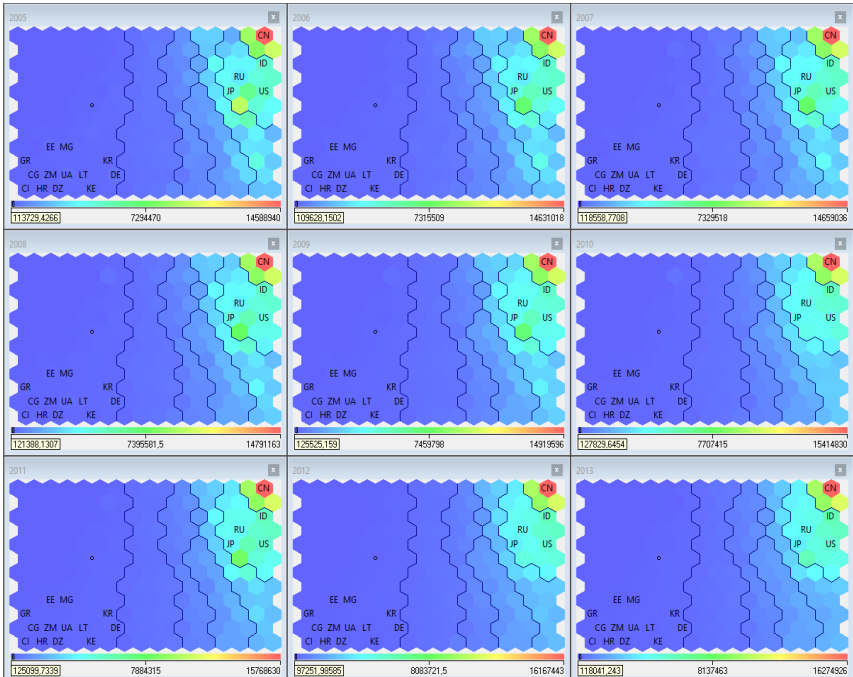 2005 x 2006 x 2007 x
CN CN CN
ID ID ID
RU RU RU
JP US JP US JP US
EE MG EE MG EE MG
GR KR GR KR GR KR
CG ZM UA LT DE CG ZM UA LT DE CG ZM UA LT DE
CI HR DZ KE CI HR DZ KE CI HR DZ KE
113729,4266 7294470 14588940 109628,1502 7315509 14631018 118558,7708 7329518 14659036
2008 x 2009 x 2010 x
CN CN CN
ID ID ID
RU RU RU
JP US JP US JP US
EE MG EE MG EE MG
GR KR GR KR GR KR
CG ZM UA LT DE CG ZM UA LT DE CG ZM UA LT DE
CI HR DZ KE CI HR DZ KE CI HR DZ KE
121388,1307 7395581,5 14791163 125525,159 7459798 14919596 127829,6454 7707415 15414830
2011 x 2012 x 2013 x
CN CN CN
ID ID ID
RU RU RU
JP US JP US JP US
EE MG EE MG EE MG
GR KR GR KR GR KR
CG ZM UA LT DE CG ZM UA LT DE CG ZM UA LT DE
CI HR DZ KE CI HR DZ KE CI HR DZ KE
125099,7339 7884315 15768630 97251,98585 8083721,5 16167443 118041,243 8137463 16274926